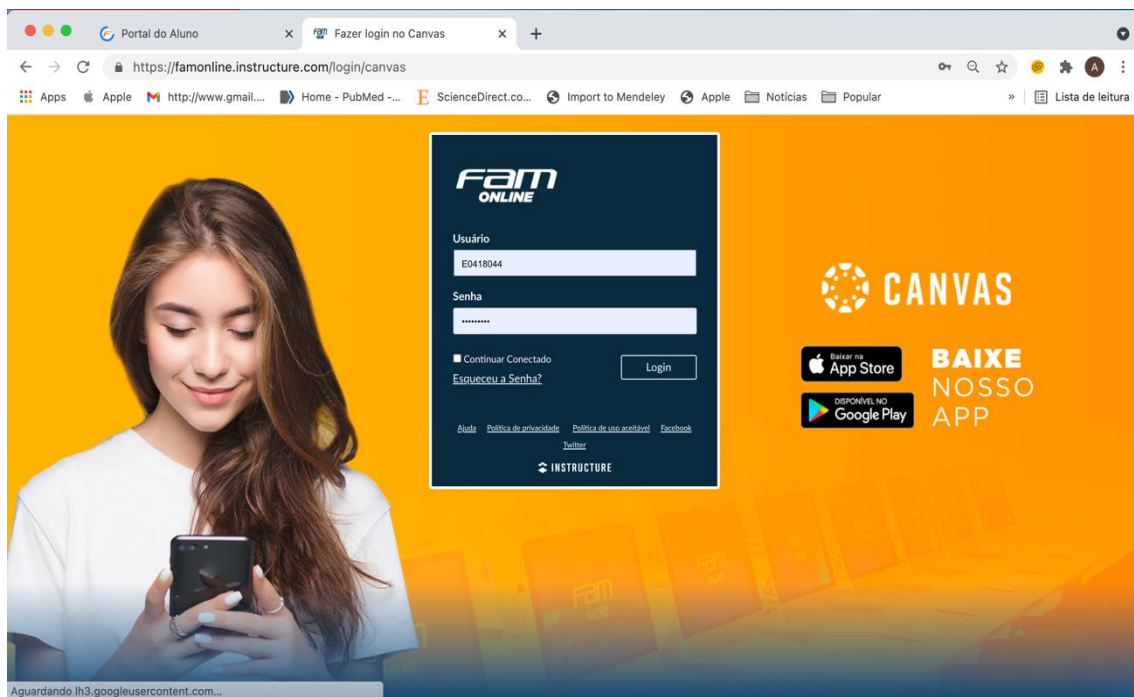 Portal do Aluno
Fazer login no Canvas
https://famonline.instructure.com/login/canvas
A
Apps
Apple
http://www.gmail....
Home - PubMed -...
E ScienceDirect.co...
Import to Mendeley
Apple
Notícias
Popular
»
Lista de leitura
Fam
ONLINE
Usuário
E0418044
Senha
•••••••••
Continuar Conectado
Login
Esqueceu a Senha?
Ajuda Política de privacidade Política de uso aceitável Facebook
Twitter
INSTRUCTURE
CANVAS
Baixar na
App Store
DISPONÍVEL NO
Google Play
BAIXE
NOSSO
APP
Fam
Fam
Aguardando lh3.googleusercontent.com...